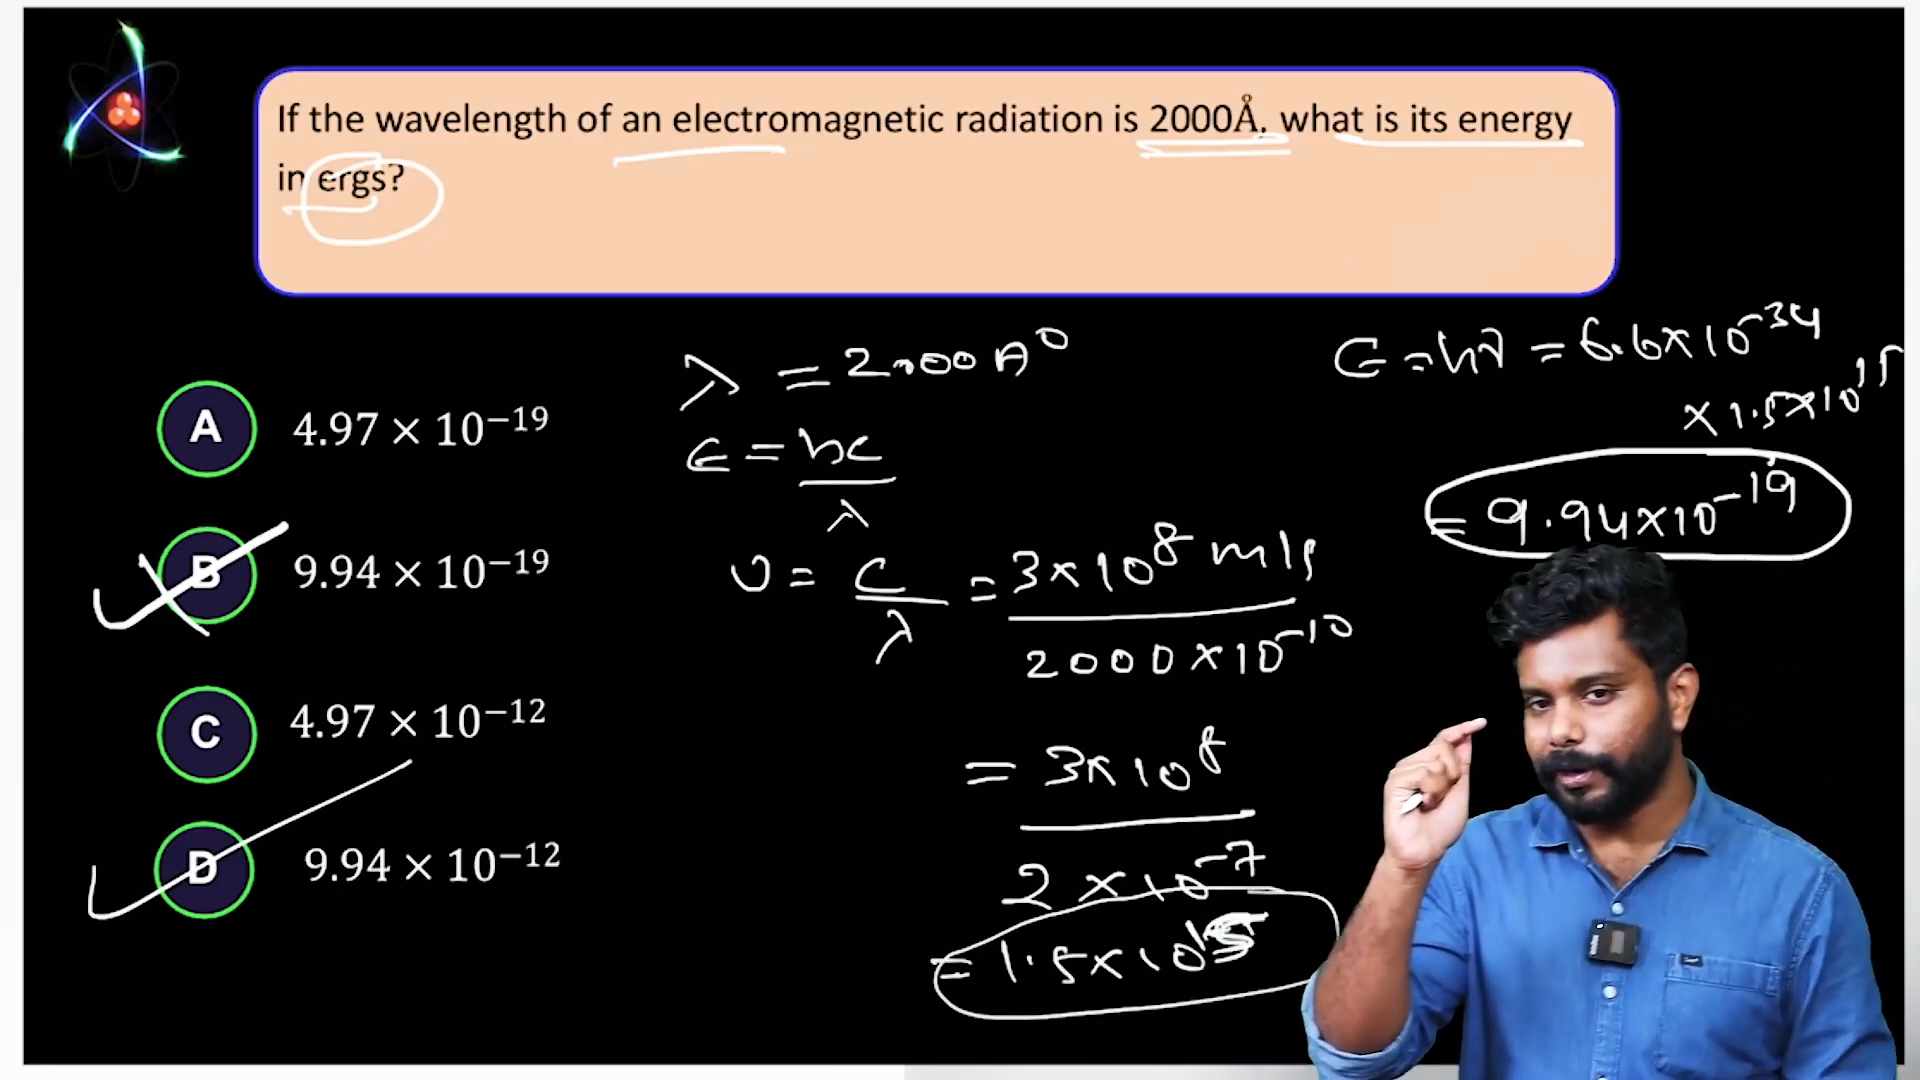 If the wavelength of an electromagnetic radiation is 2000Å, what is its energy
in ergs?
A 4.97 × 10⁻¹⁹
B 9.94 × 10⁻¹⁹
C 4.97 × 10⁻¹²
D 9.94 × 10⁻¹²
λ = 2000 A⁰
E = hc
λ
υ = c/λ = 3×10⁸ m/s
2000×10⁻¹⁰
= 3×10⁸
2 × 10⁻⁷
= 1.5×10¹⁵
E = hν = 6.6×10⁻³⁴
× 1.5×10¹⁵
= 9.94×10⁻¹⁹